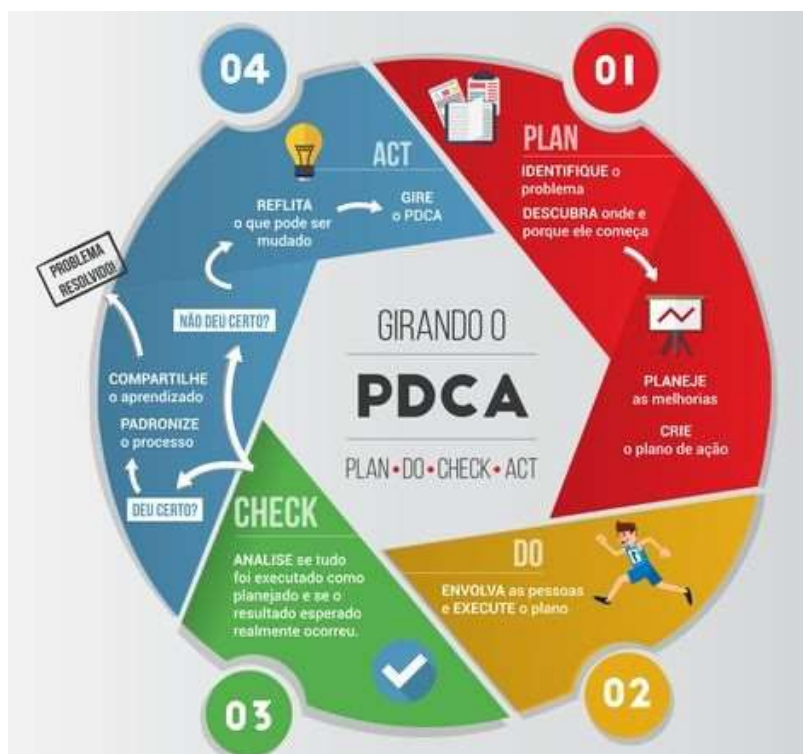 01
PLAN
IDENTIFIQUE o
problema
DESCUBRA onde e
porque ele começa
PLANEJE
as melhorias
CRIE
o plano de ação
02
DO
ENVOLVA as pessoas
e EXECUTE o plano
03
CHECK
ANALISE se tudo
foi executado como
planejado e se o
resultado esperado
realmente ocorreu.
04
ACT
DEU CERTO?
PADRONIZE
o processo
COMPARTILHE
o aprendizado
PROBLEMA
RESOLVIDO!
NÃO DEU CERTO?
REFLITA
o que pode ser
mudado
GIRE
o PDCA
GIRANDO O
PDCA
PLAN•DO•CHECK•ACT